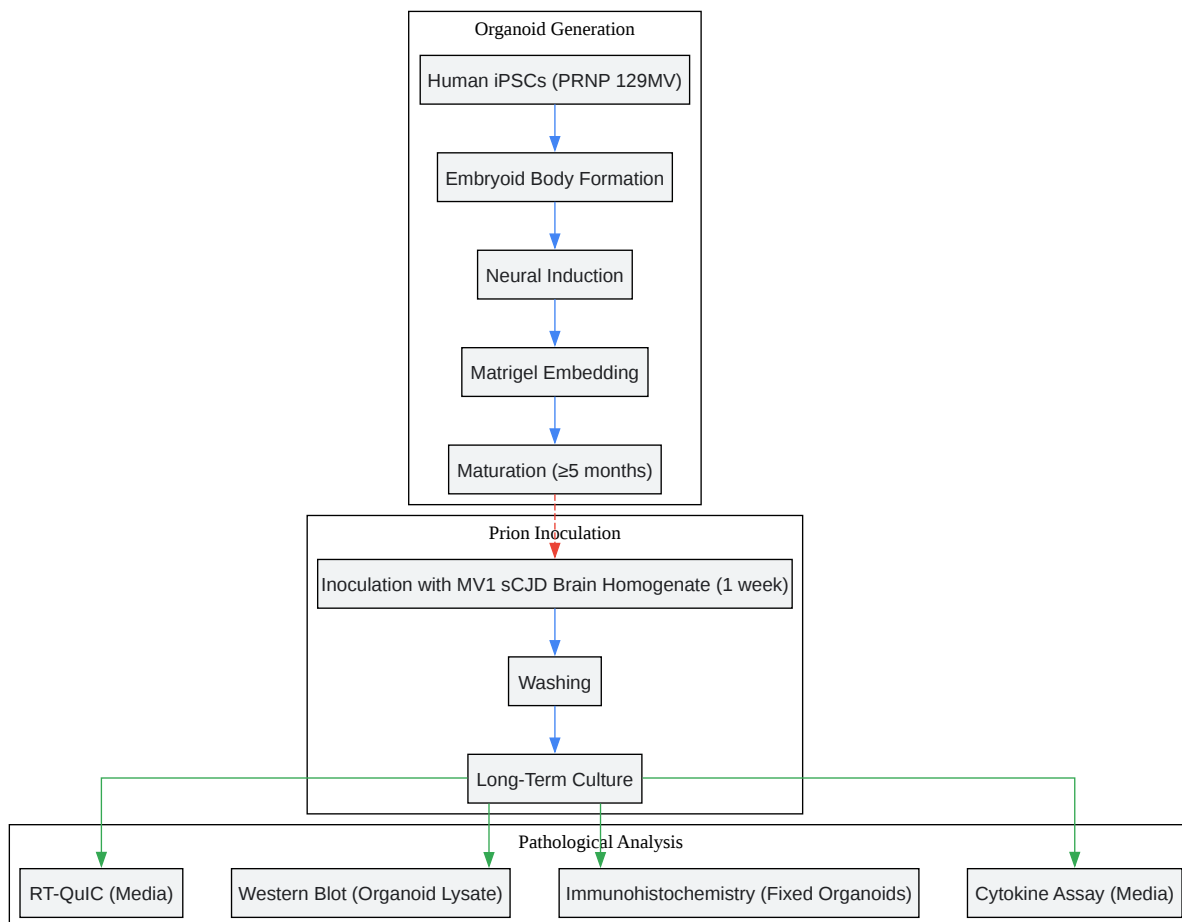 Organoid Generation
Human iPSCs (PRNP 129MV)
Embryoid Body Formation
Neural Induction
Matrigel Embedding
Maturation (≥5 months)
Prion Inoculation
Inoculation with MV1 sCJD Brain Homogenate (1 week)
Washing
Long-Term Culture
Pathological Analysis
RT-QuIC (Media)
Western Blot (Organoid Lysate)
Immunohistochemistry (Fixed Organoids)
Cytokine Assay (Media)